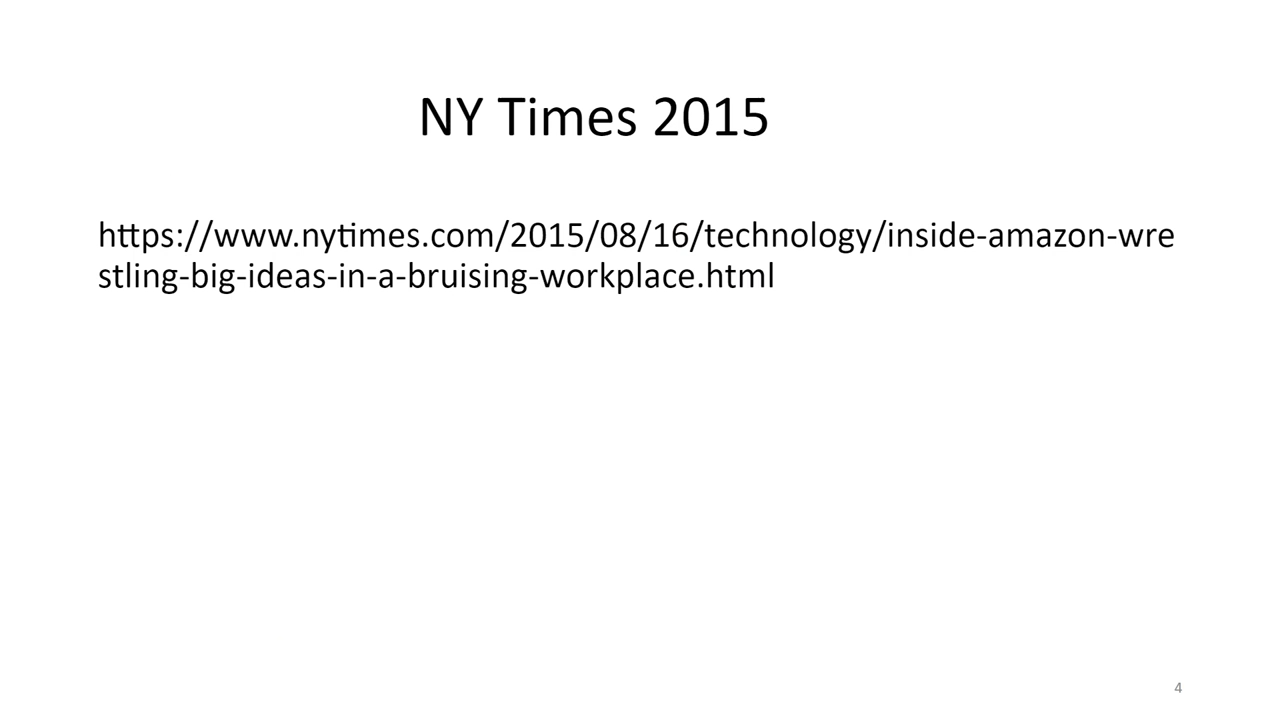 NY Times 2015
https://www.nytimes.com/2015/08/16/technology/inside-amazon-wre
stling-big-ideas-in-a-bruising-workplace.html
4